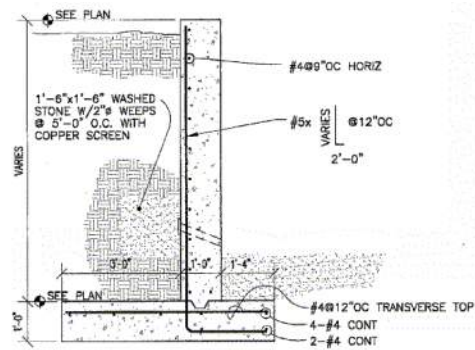 SEE PLAN
#4@9"OC HORIZ
1'-6"x1'-6" WASHED
STONE W/2"ø WEEPS
@ 5'-0" O.C. WITH
COPPER SCREEN
#5x
VARIES
@12"OC
2'-0"
VARIES
3'-9"
1'-0"
1'-4"
SEE PLAN
#4@12"OC TRANSVERSE TOP
4-#4 CONT
2-#4 CONT
1'-0"